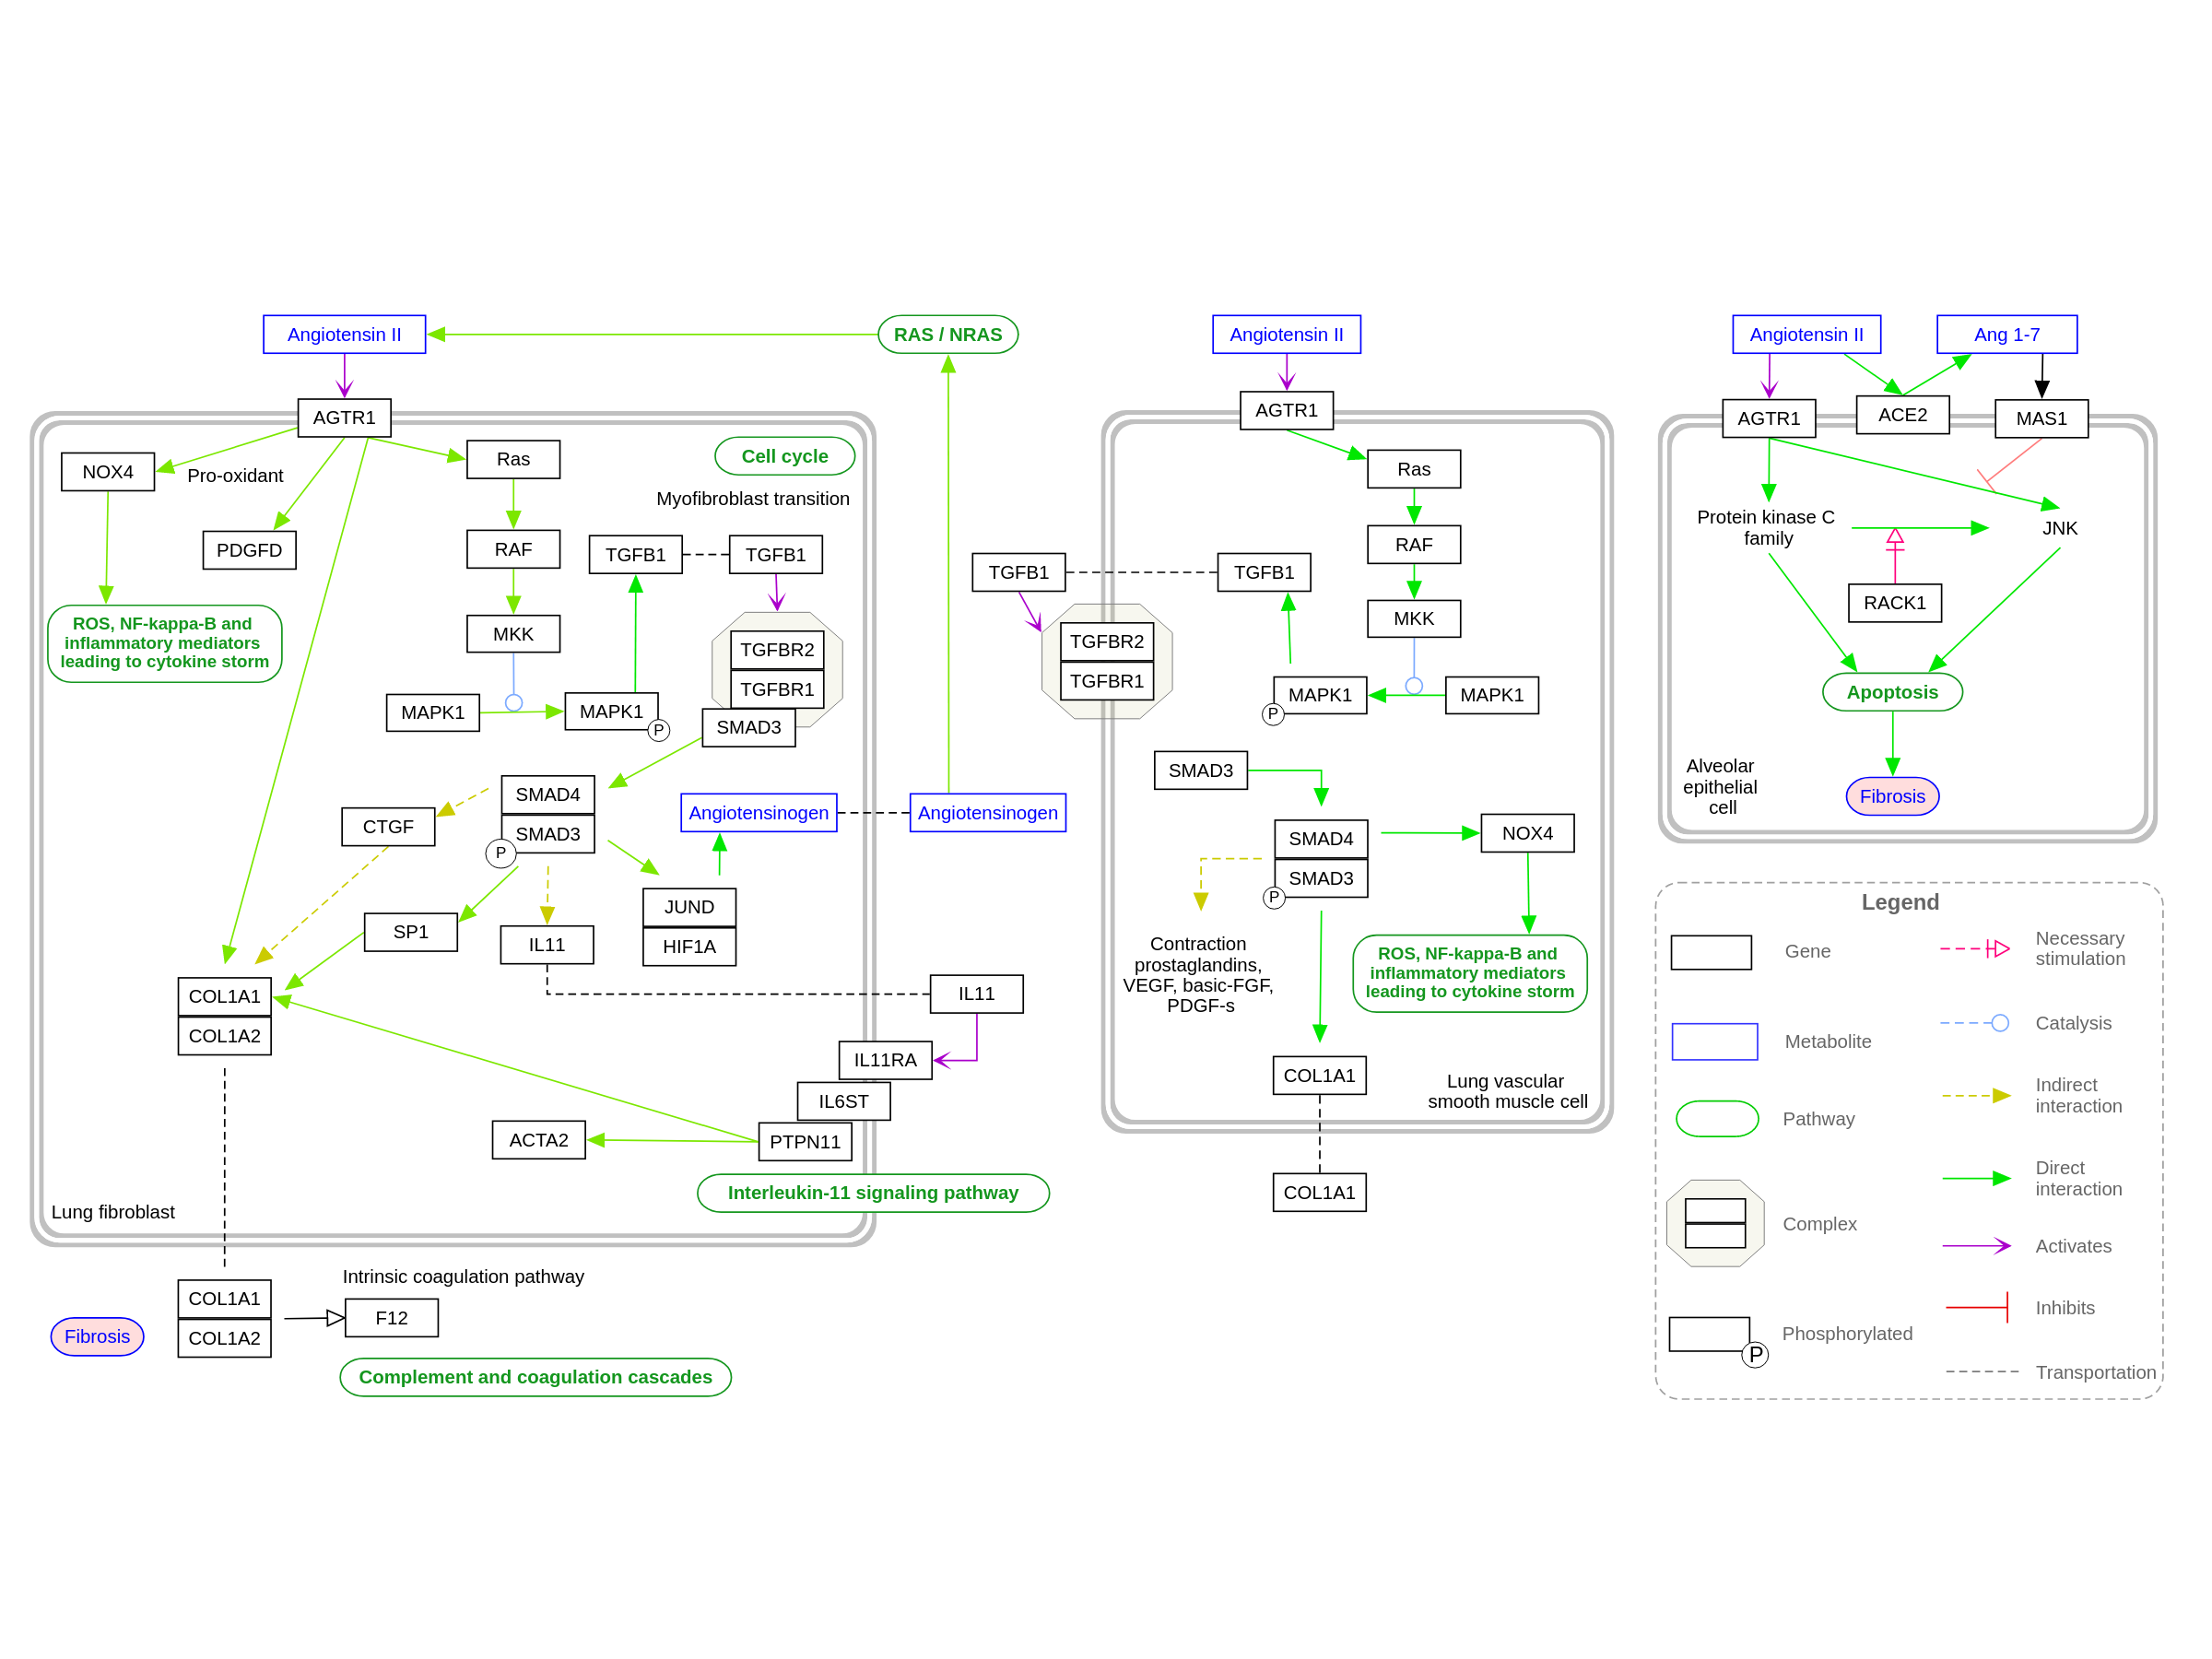 Angiotensin II
RAS / NRAS
AGTR1
NOX4
Pro-oxidant
Ras
Cell cycle
Myofibroblast transition
PDGFD
RAF
TGFB1
TGFB1
ROS, NF-kappa-B and
inflammatory mediators
leading to cytokine storm
MKK
TGFBR2
TGFBR1
MAPK1
MAPK1
P
SMAD3
SMAD4
SMAD3
P
CTGF
Angiotensinogen
Angiotensinogen
SP1
IL11
JUND
HIF1A
COL1A1
COL1A2
IL11
IL11RA
IL6ST
PTPN11
ACTA2
Interleukin-11 signaling pathway
Lung fibroblast
Intrinsic coagulation pathway
COL1A1
COL1A2
F12
Fibrosis
Complement and coagulation cascades
Angiotensin II
AGTR1
Ras
RAF
TGFB1
TGFB1
MKK
TGFBR2
TGFBR1
MAPK1
P
MAPK1
SMAD3
SMAD4
SMAD3
P
NOX4
Contraction
prostaglandins,
VEGF, basic-FGF,
PDGF-s
ROS, NF-kappa-B and
inflammatory mediators
leading to cytokine storm
COL1A1
Lung vascular
smooth muscle cell
COL1A1
Angiotensin II
Ang 1-7
AGTR1
ACE2
MAS1
Protein kinase C
family
JNK
RACK1
Apoptosis
Alveolar
epithelial
cell
Fibrosis
Legend
Gene
Metabolite
Pathway
Complex
Phosphorylated
P
Necessary
stimulation
Catalysis
Indirect
interaction
Direct
interaction
Activates
Inhibits
Transportation